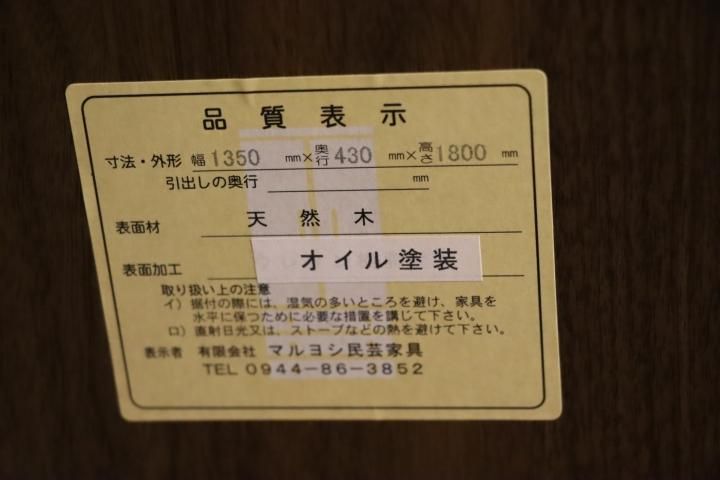 品質表示
寸法・外形 幅1350 mm×奥行430 mm×高さ1800 mm
引出しの奥行 mm
表面材 天然木
表面加工 オイル塗装
取り扱い上の注意
イ）据付の際には、湿気の多いところを避け、家具を
水平に保つために必要な措置を講じて下さい。
ロ）直射日光又は、ストーブなどの熱を避けて下さい。
表示者 有限会社 マルヨシ民芸家具
TEL 0944-86-3852